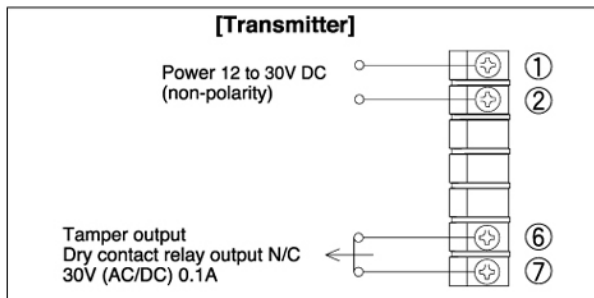 [Transmitter]
Power 12 to 30V DC
(non-polarity)
①
②
Tamper output
Dry contact relay output N/C
30V (AC/DC) 0.1A
⑥
⑦